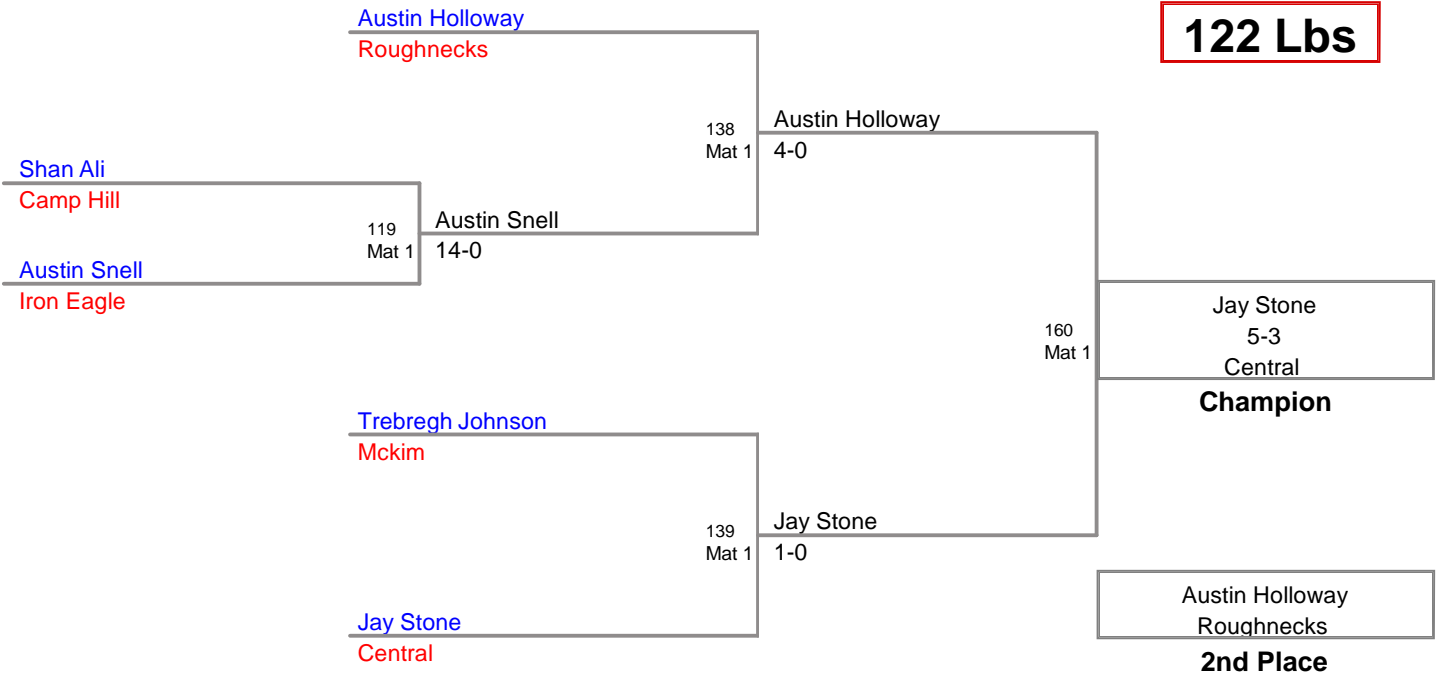 Austin Holloway
Roughnecks
122 Lbs
138
Mat 1
Austin Holloway
4-0
Shan Ali
Camp Hill
119
Mat 1
Austin Snell
14-0
Austin Snell
Iron Eagle
160
Mat 1
Jay Stone
5-3
Central
Champion
Trebregh Johnson
Mckim
139
Mat 1
Jay Stone
1-0
Jay Stone
Central
Austin Holloway
Roughnecks
2nd Place